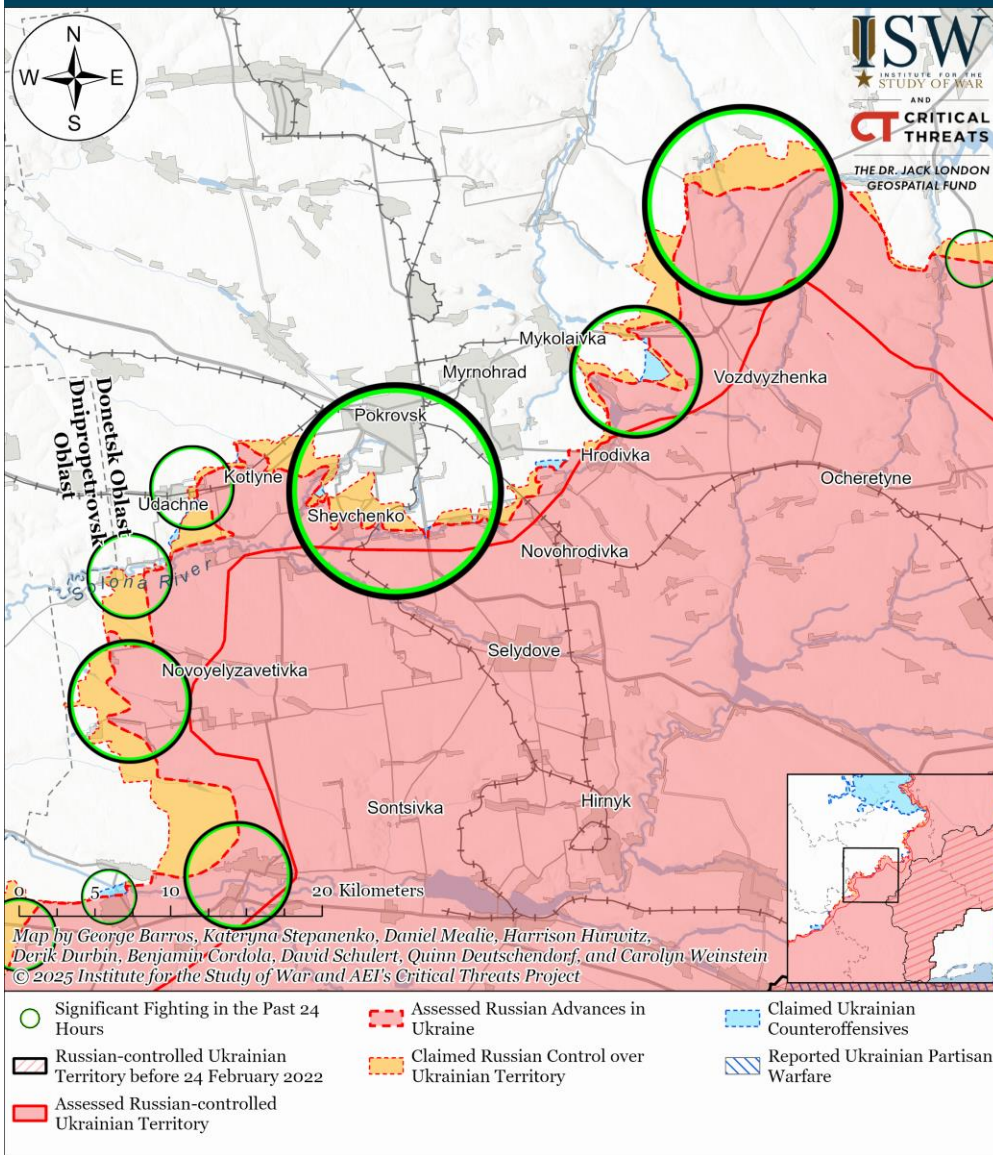 N
W
E
S
ISW
INSTITUTE FOR THE
STUDY OF WAR
AND
CT CRITICAL
THREATS
THE DR. JACK LONDON
GEOSPATIAL FUND
Mykolaivka
Myrnohrad
Vozdvyzhenka
Pokrovsk
Donetsk Oblast
Dnipropetrovsk
Oblast
Hrodivka
Kotlyne
Ocheretyne
Udachne
Shevchenko
Novohrodivka
Solona River
Selydove
Novoyelyzavetivka
Sontsivka
Hirnyk
0 5 10 20 Kilometers
Map by George Barros, Kateryna Stepanenko, Daniel Mealie, Harrison Hurwitz,
Derik Durbin, Benjamin Cordola, David Schulert, Quinn Deutschendorf, and Carolyn Weinstein
© 2025 Institute for the Study of War and AEI's Critical Threats Project
Significant Fighting in the Past 24
Hours
Russian-controlled Ukrainian
Territory before 24 February 2022
Assessed Russian-controlled
Ukrainian Territory
Assessed Russian Advances in
Ukraine
Claimed Russian Control over
Ukrainian Territory
Claimed Ukrainian
Counteroffensives
Reported Ukrainian Partisan
Warfare